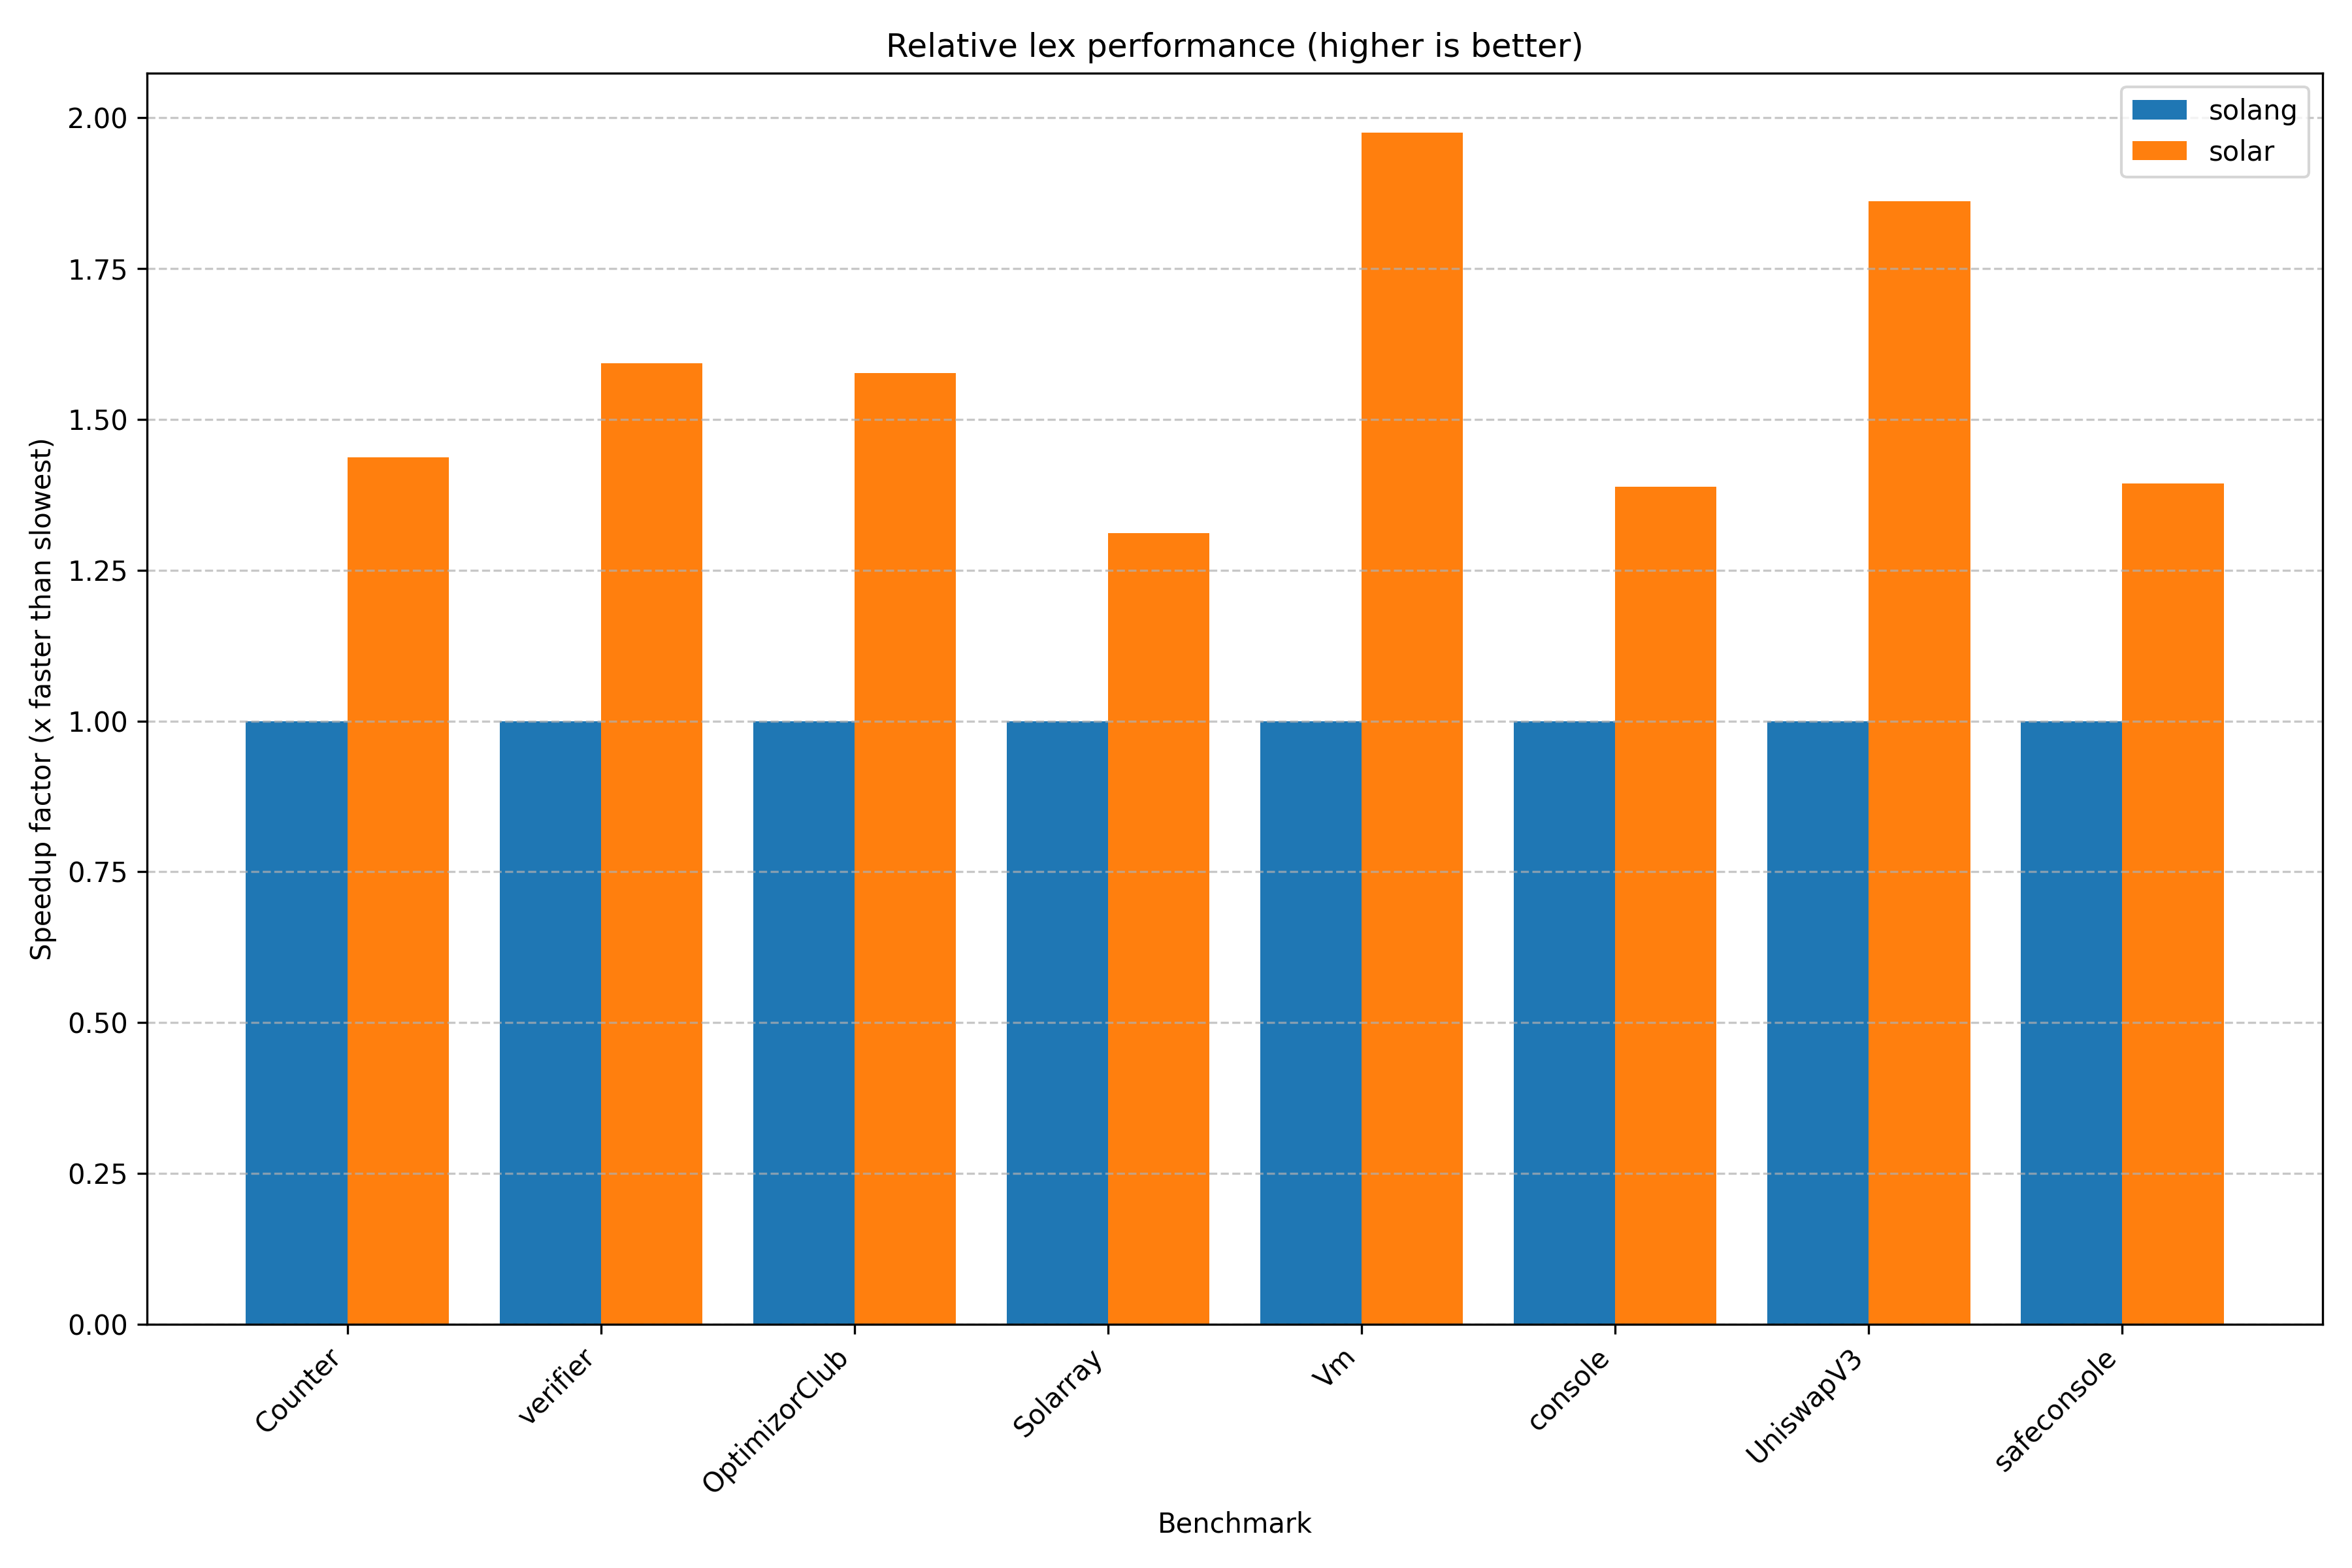 Relative lex performance (higher is better)
solang
solar
Speedup factor (x faster than slowest)
2.00
1.75
1.50
1.25
1.00
0.75
0.50
0.25
0.00
Counter
verifier
OptimizorClub
Solarray
Vm
console
UniswapV3
safeconsole
Benchmark